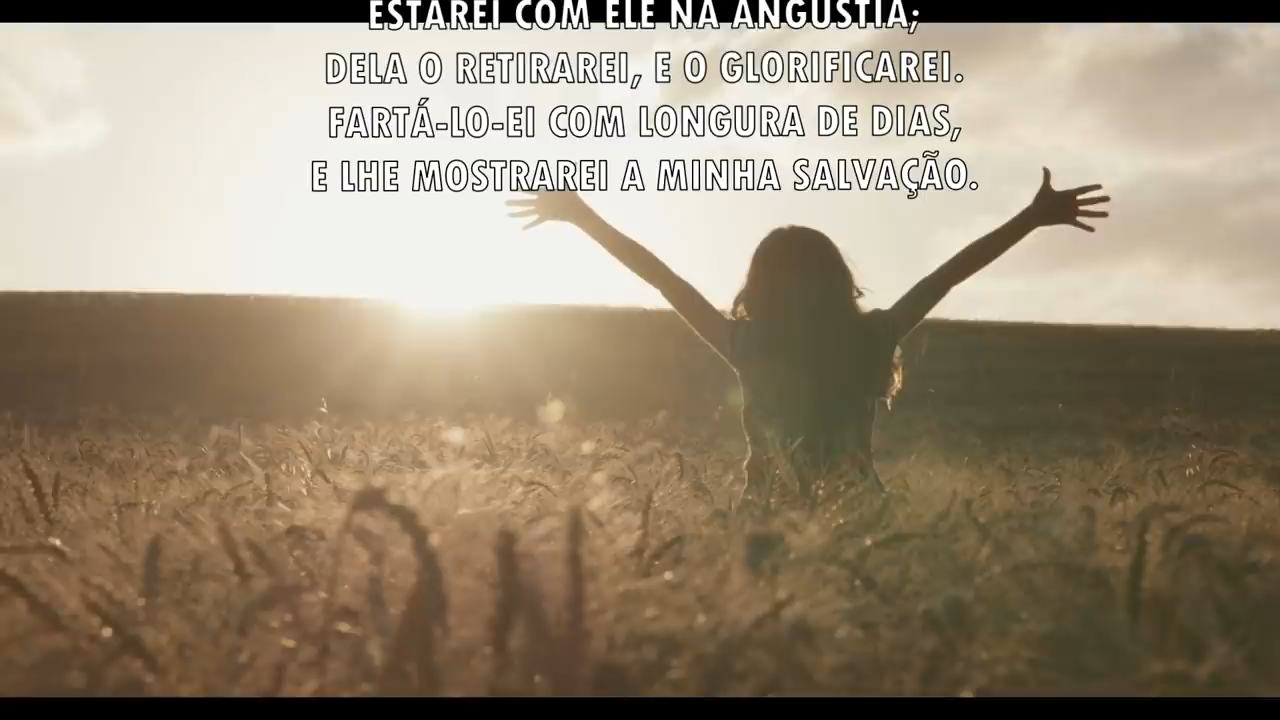 ESTAREI COM ELE NA ANGÚSTIA;
DELA O RETIRAREI, E O GLORIFICAREI.
FARTÁ-LO-EI COM LONGURA DE DIAS,
E LHE MOSTRAREI A MINHA SALVAÇÃO.